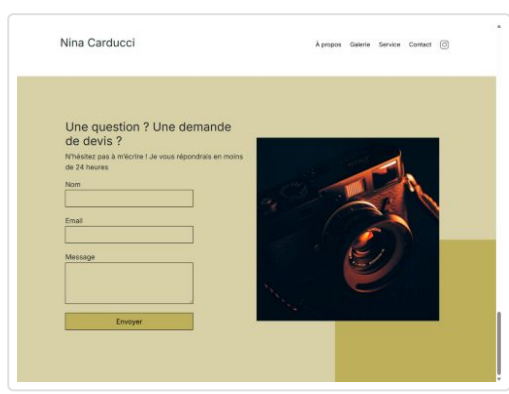 Nina Carducci
À propos Galerie Service Contact
Une question ? Une demande
de devis ?
N'hésitez pas à m'écrire ! Je vous répondrais en moins
de 24 heures
Nom
Email
Message
Envoyer